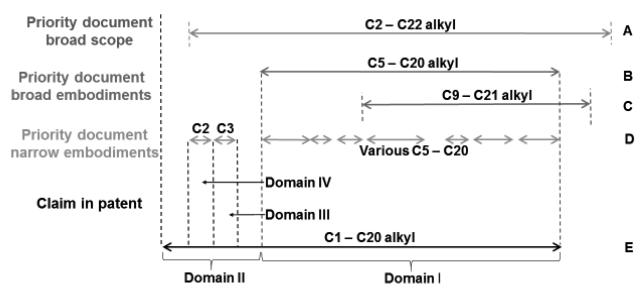 Priority document
broad scope
C2 – C22 alkyl
A
Priority document
broad embodiments
C5 – C20 alkyl
B
C9 – C21 alkyl
C
Priority document
narrow embodiments
C2
C3
Various C5 – C20
D
Domain IV
Claim in patent
Domain III
C1 – C20 alkyl
E
Domain II
Domain I